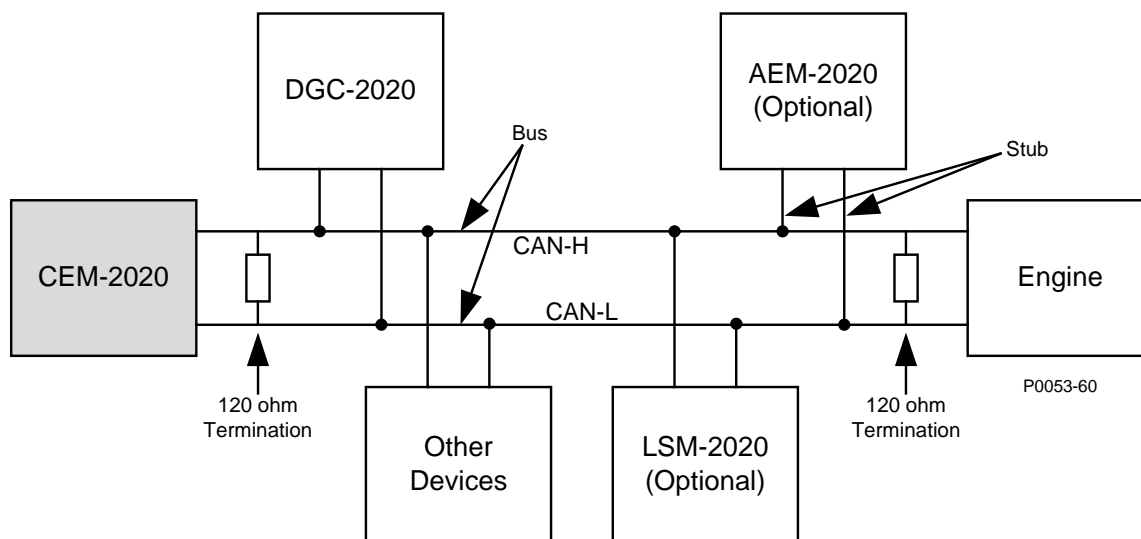 DGC-2020
AEM-2020
(Optional)
Bus
Stub
CEM-2020
CAN-H
Engine
CAN-L
P0053-60
120 ohm
Termination
120 ohm
Termination
Other
Devices
LSM-2020
(Optional)